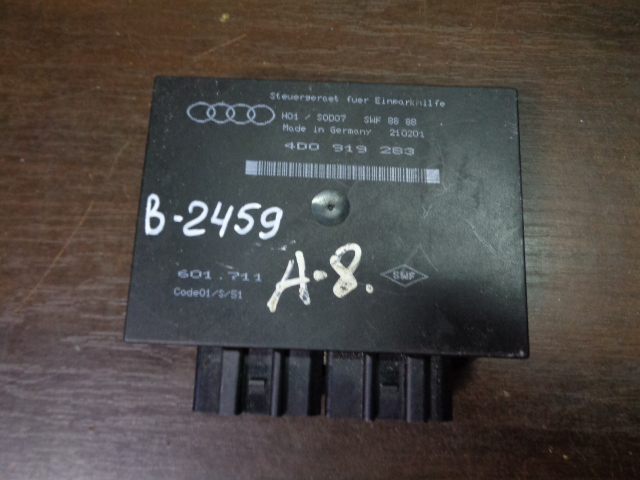 Steuergeraet fuer Einparkhilfe
H01 / S0D07 SWF 88 88
Made in Germany 210201
4D0 919 283
B-2459
A-8.
601.711
SWF
Code01/S/S1